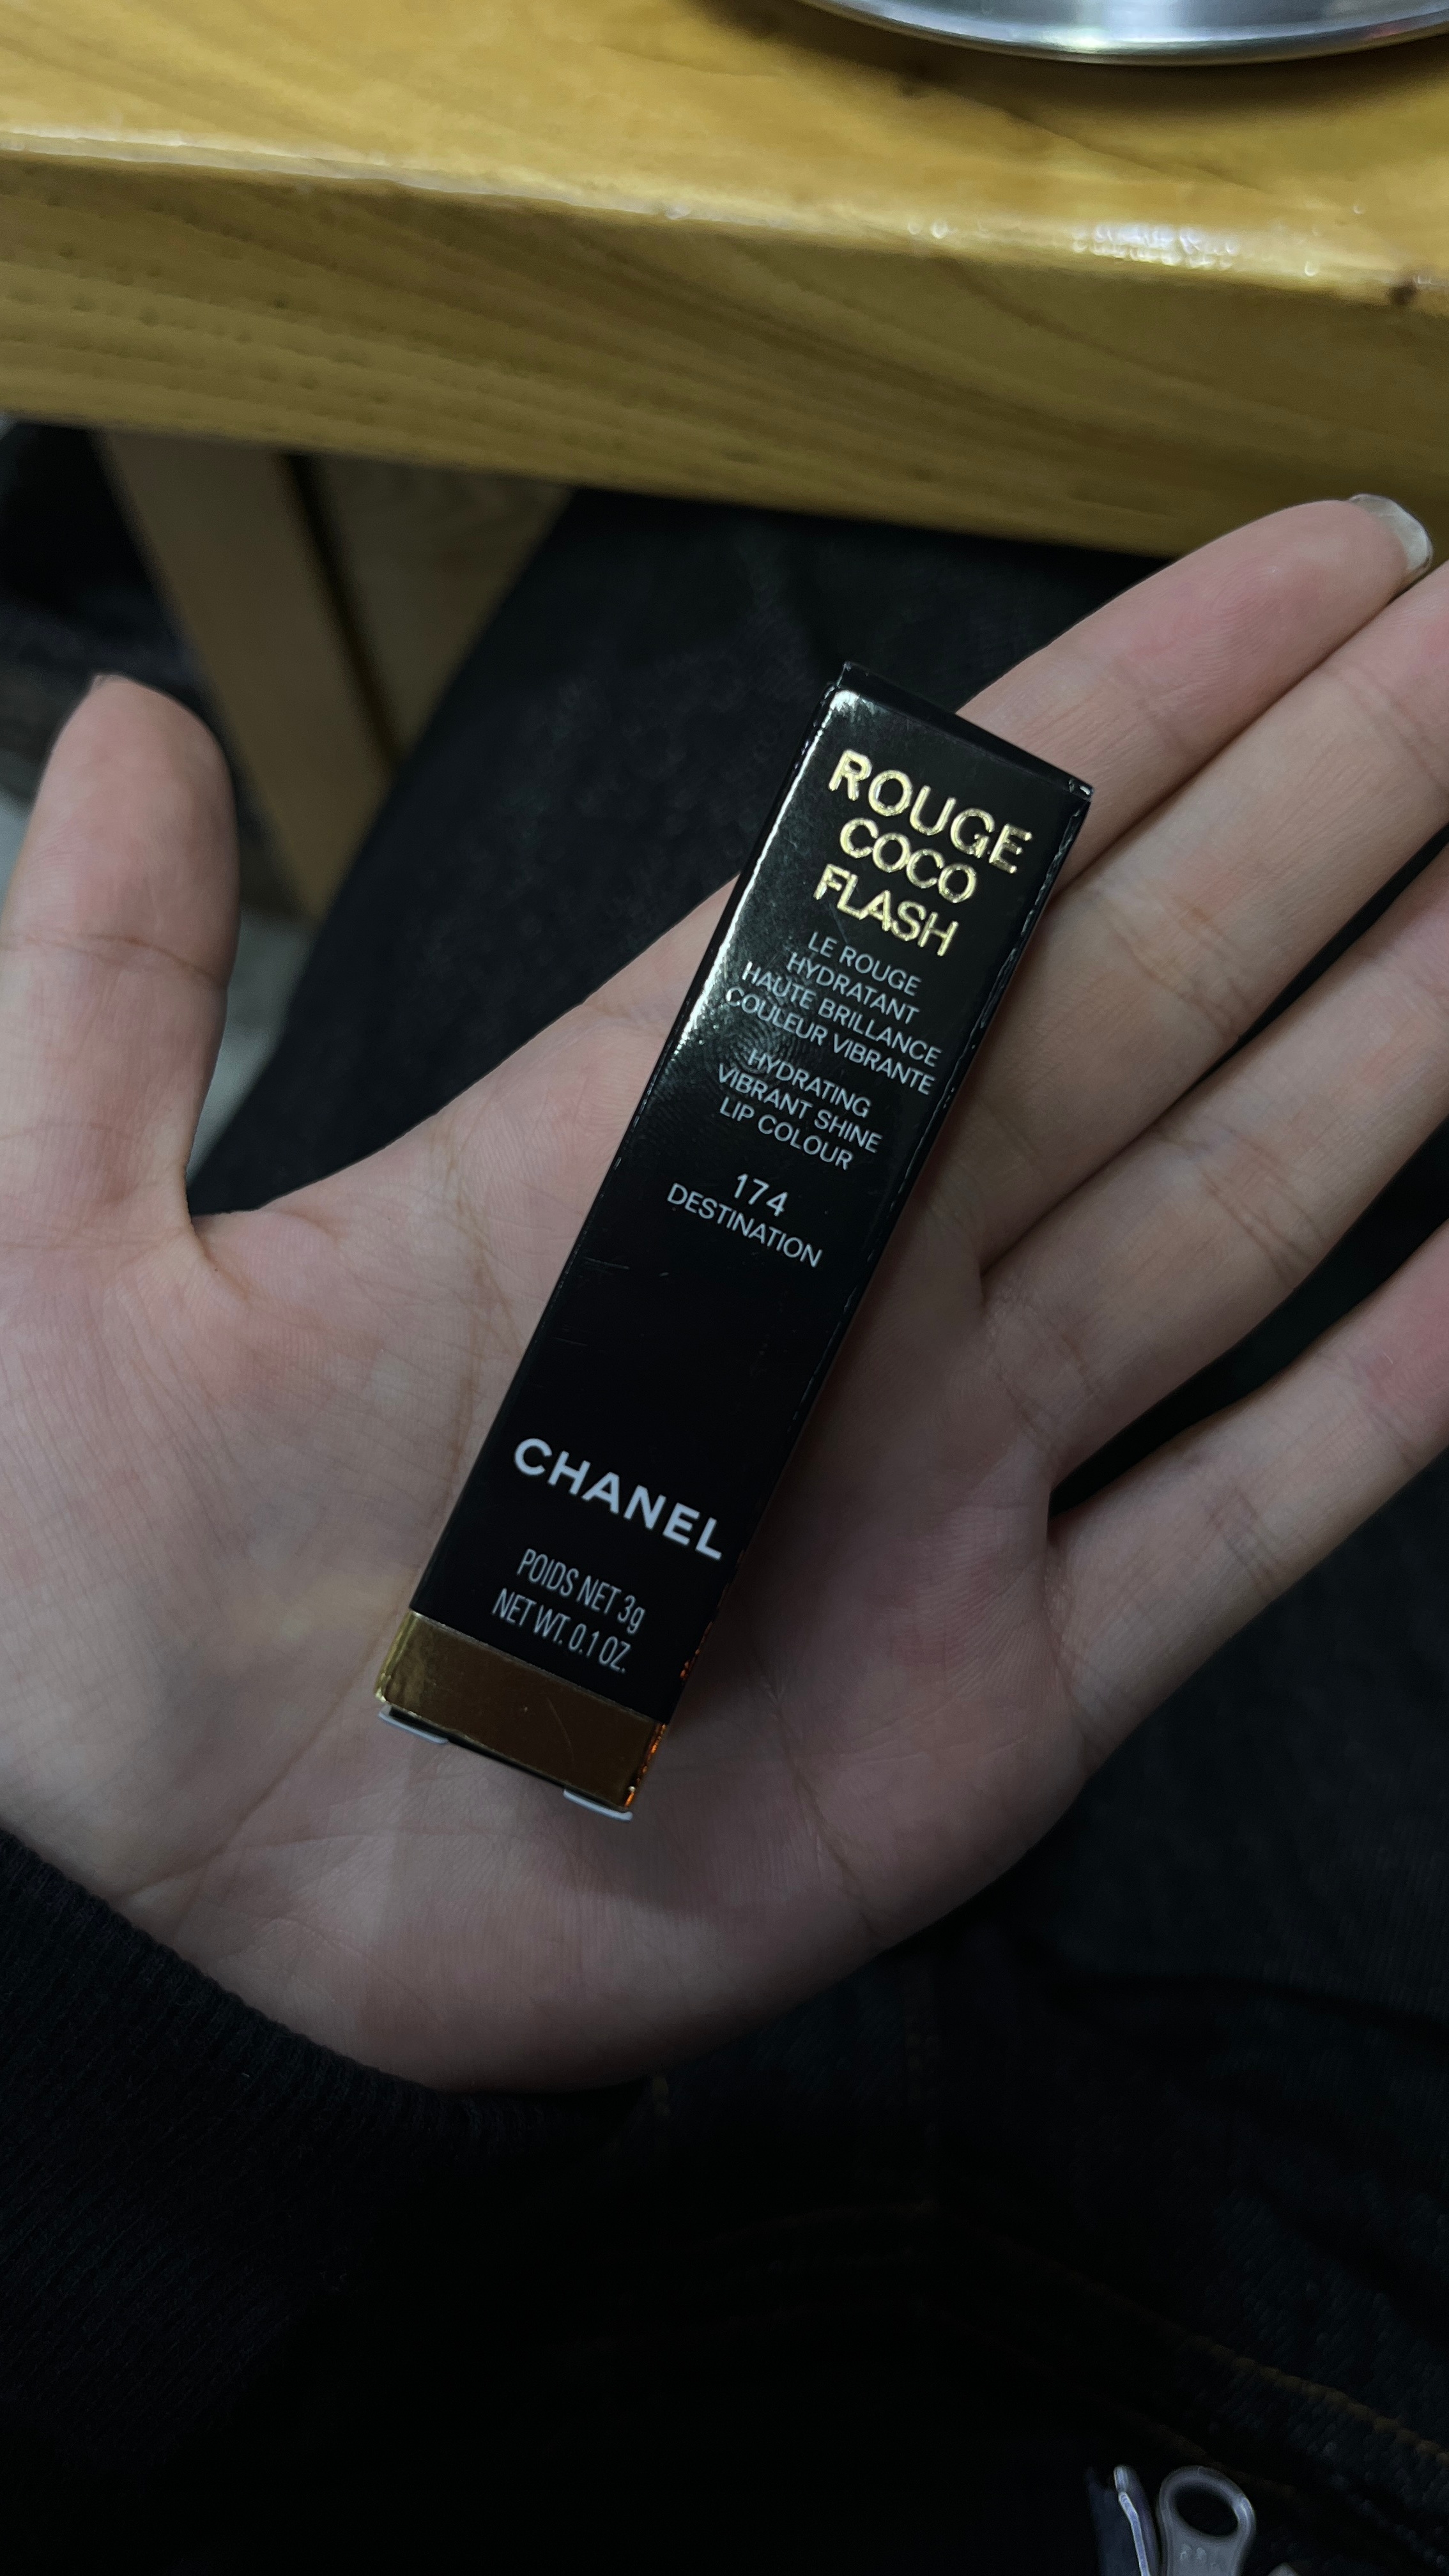 ROUGE
COCO
FLASH
LE ROUGE
HYDRATANT
HAUTE BRILLANCE
COULEUR VIBRANTE
HYDRATING
VIBRANT SHINE
LIP COLOUR
174
DESTINATION
CHANEL
POIDS NET 3g
NET WT. 0.1 OZ.